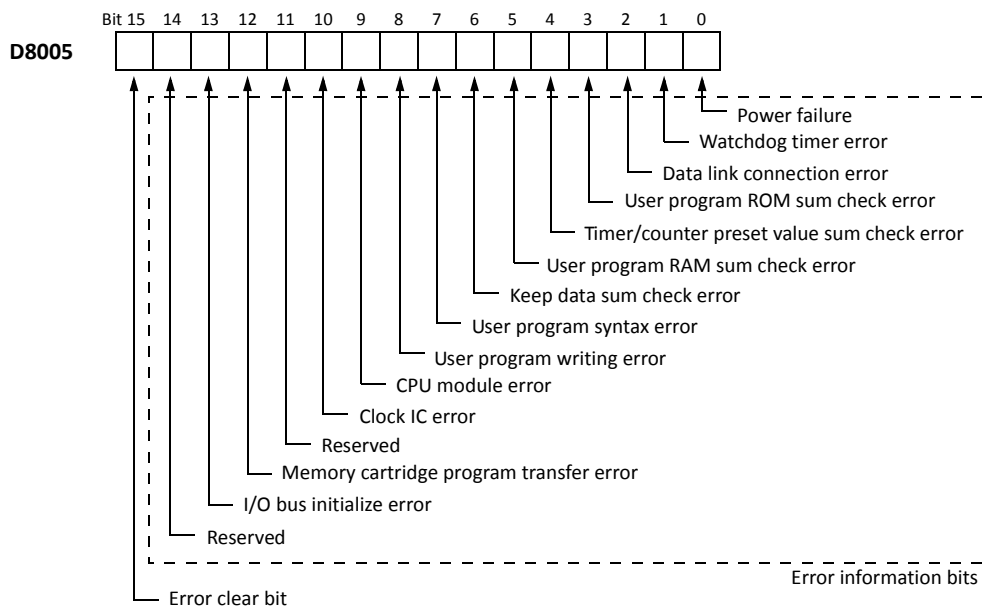 Bit 15 14 13 12 11 10 9 8 7 6 5 4 3 2 1 0
D8005
Power failure
Watchdog timer error
Data link connection error
User program ROM sum check error
Timer/counter preset value sum check error
User program RAM sum check error
Keep data sum check error
User program syntax error
User program writing error
CPU module error
Clock IC error
Reserved
Memory cartridge program transfer error
I/O bus initialize error
Reserved
Error information bits
Error clear bit